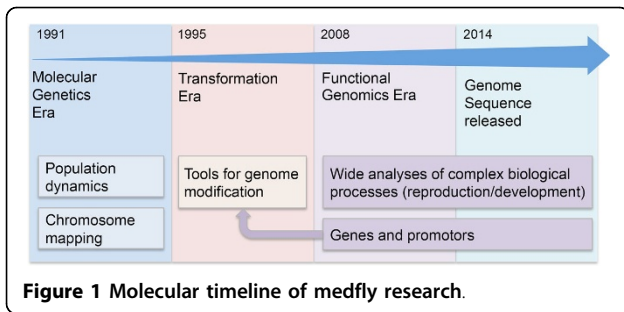 1991
1995
2008
2014
Molecular
Genetics
Era
Transformation
Era
Functional
Genomics Era
Genome
Sequence
released
Population
dynamics
Chromosome
mapping
Tools for genome
modification
Wide analyses of complex biological
processes (reproduction/development)
Genes and promotors
Figure 1 Molecular timeline of medfly research.